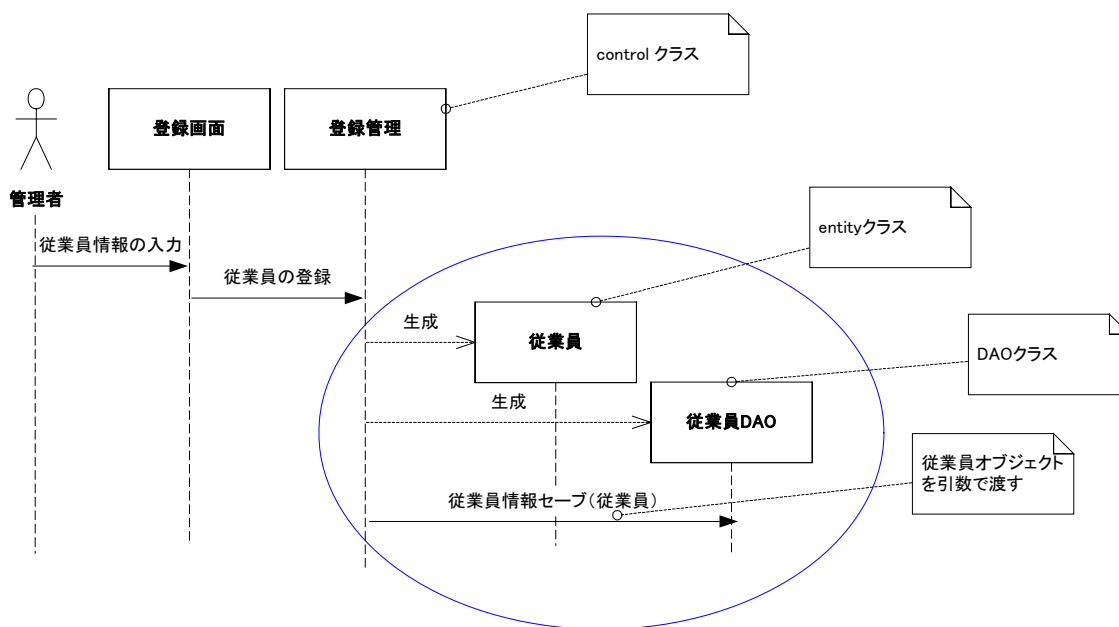 control クラス
登録画面
登録管理
管理者
entityクラス
従業員情報の入力
従業員の登録
生成
従業員
DAOクラス
生成
従業員DAO
従業員オブジェクト
を引数で渡す
従業員情報セーブ(従業員)